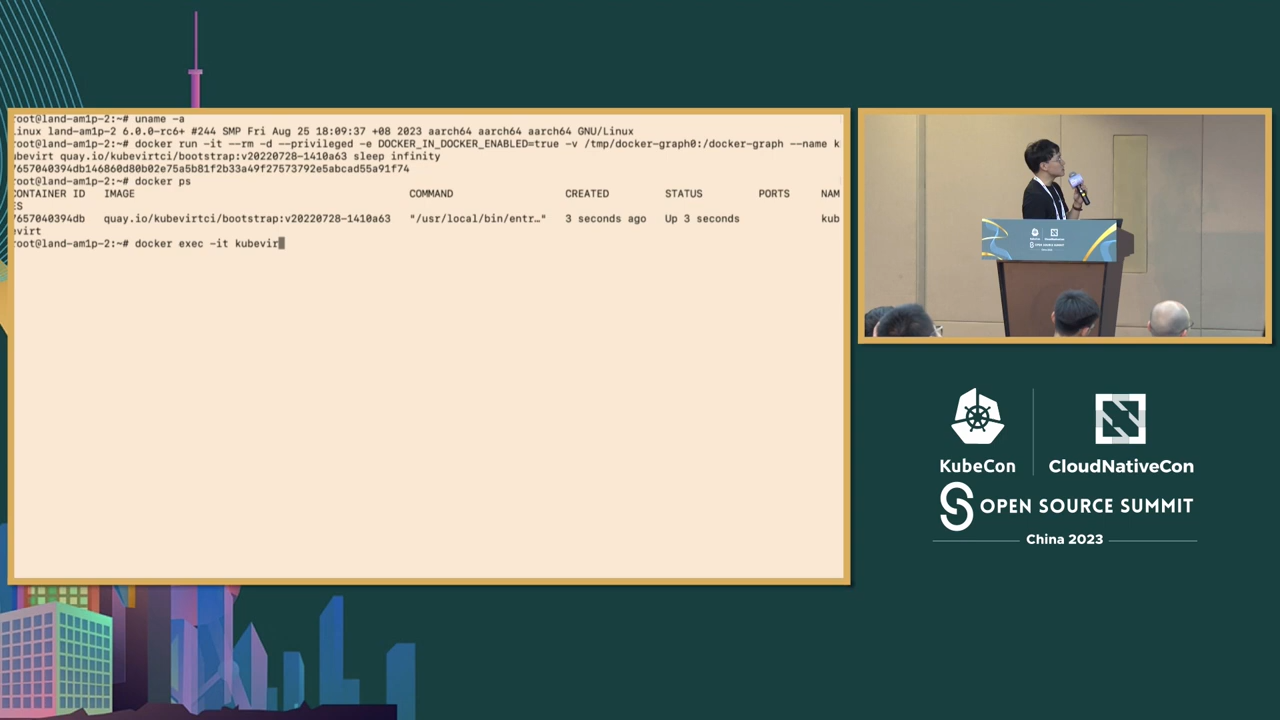 root@land-am1p-2:~# uname -a
inux land-am1p-2 6.0.0-rc6+ #244 SMP Fri Aug 25 18:09:37 +08 2023 aarch64 aarch64 aarch64 GNU/Linux
root@land-am1p-2:~# docker run -it --rm -d --privileged -e DOCKER_IN_DOCKER_ENABLED=true -v /tmp/docker-graph0:/docker-graph --name k
ubevirt quay.io/kubevirtci/bootstrap:v20220728-1410a63 sleep infinity
7657040394db146860d80b02e75a5b81f2b33a49f27573792e5abcad55a91f74
root@land-am1p-2:~# docker ps
CONTAINER ID IMAGE COMMAND CREATED STATUS PORTS NAM
ES
7657040394db quay.io/kubevirtci/bootstrap:v20220728-1410a63 "/usr/local/bin/entr…" 3 seconds ago Up 3 seconds kub
evirt
root@land-am1p-2:~# docker exec -it kubevir
KubeCon
CloudNativeCon
OPEN SOURCE SUMMIT
China 2023